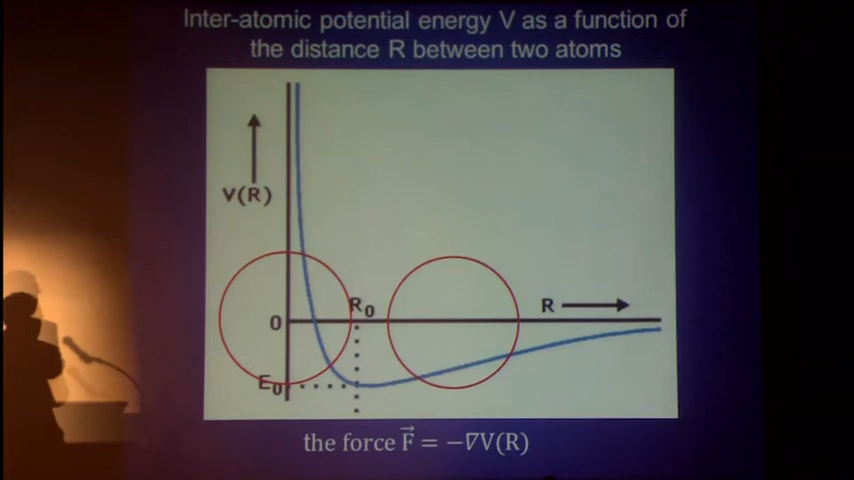 Inter-atomic potential energy V as a function of
the distance R between two atoms
V(R)
R₀
R
0
E₀
the force F⃗ = −∇V(R)